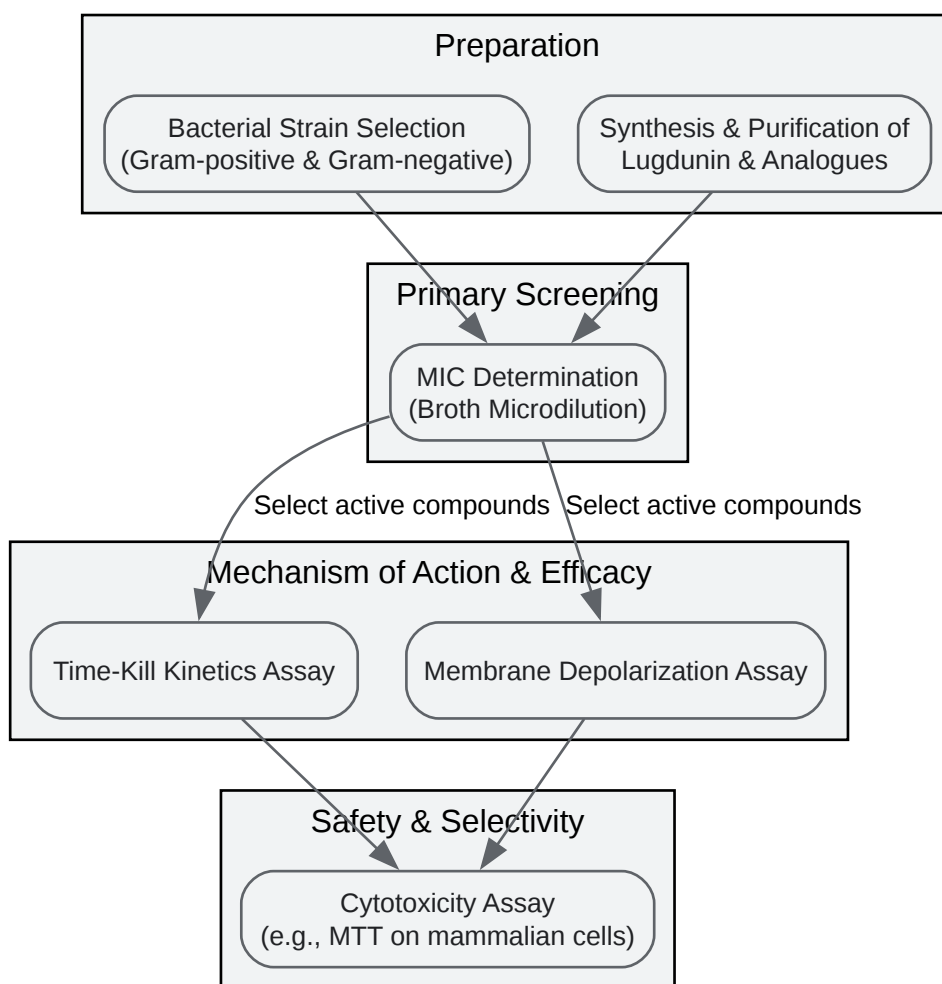 Preparation
Bacterial Strain Selection
(Gram-positive & Gram-negative)
Synthesis & Purification of
Lugdunin & Analogues
Primary Screening
MIC Determination
(Broth Microdilution)
Select active compounds
Select active compounds
Mechanism of Action & Efficacy
Time-Kill Kinetics Assay
Membrane Depolarization Assay
Safety & Selectivity
Cytotoxicity Assay
(e.g., MTT on mammalian cells)